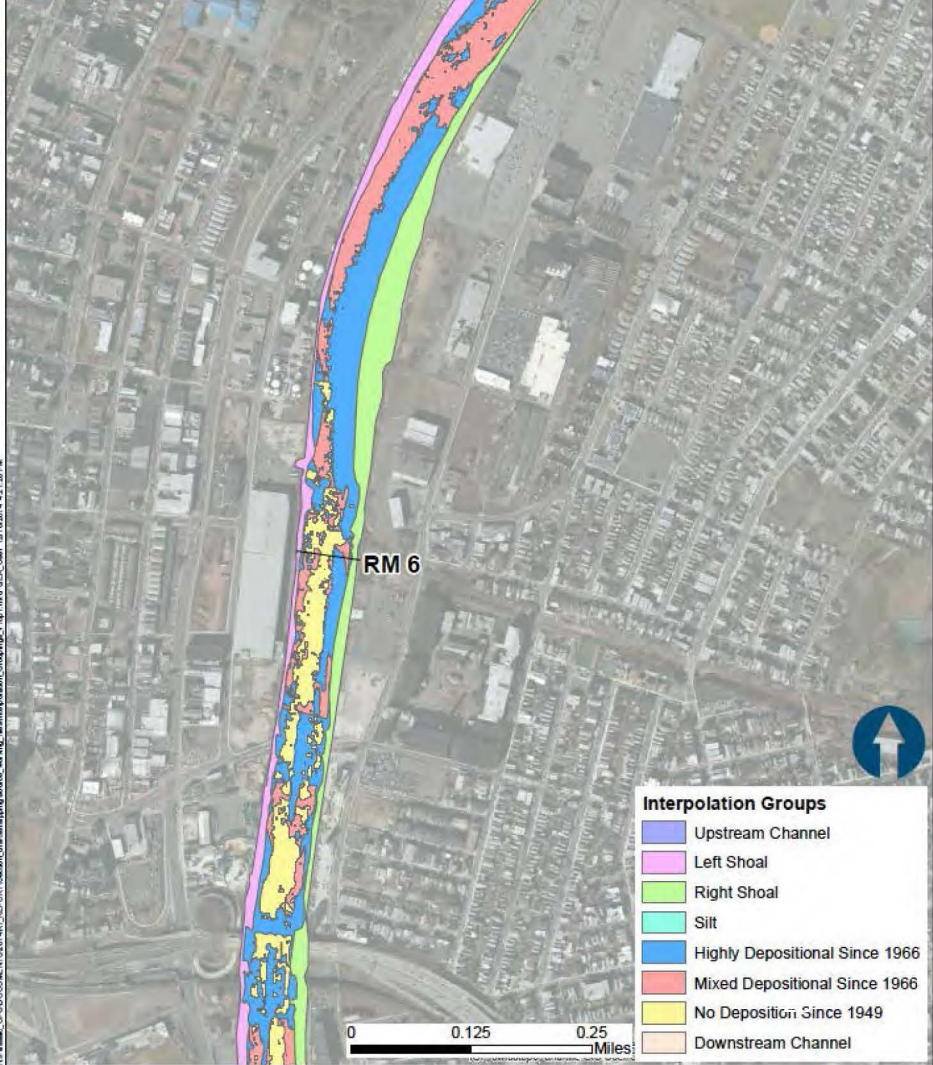 RM 6
Interpolation Groups
Upstream Channel
Left Shoal
Right Shoal
Silt
Highly Depositional Since 1966
Mixed Depositional Since 1966
No Deposition Since 1949
Downstream Channel
0 0.125 0.25
Miles